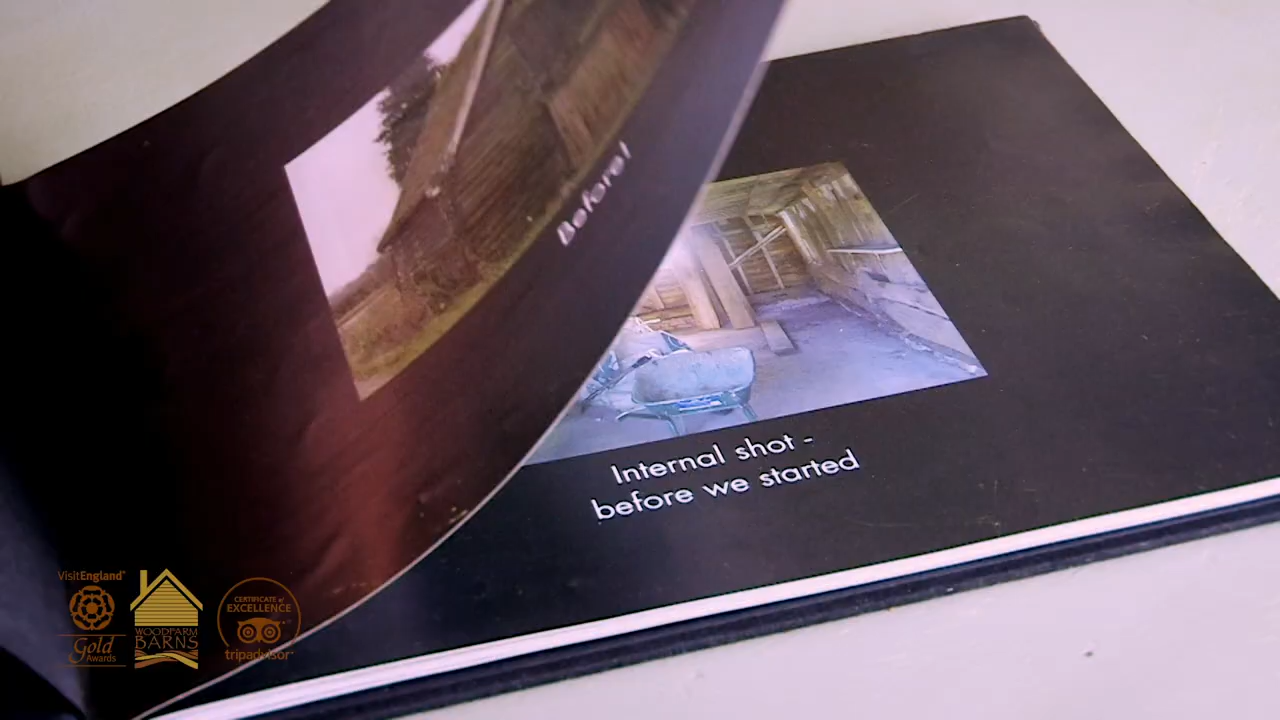 Before!
Internal shot -
before we started
VisitEngland
Gold
Awards
WOODFARM
BARNS
CERTIFICATE of
EXCELLENCE
tripadvisor